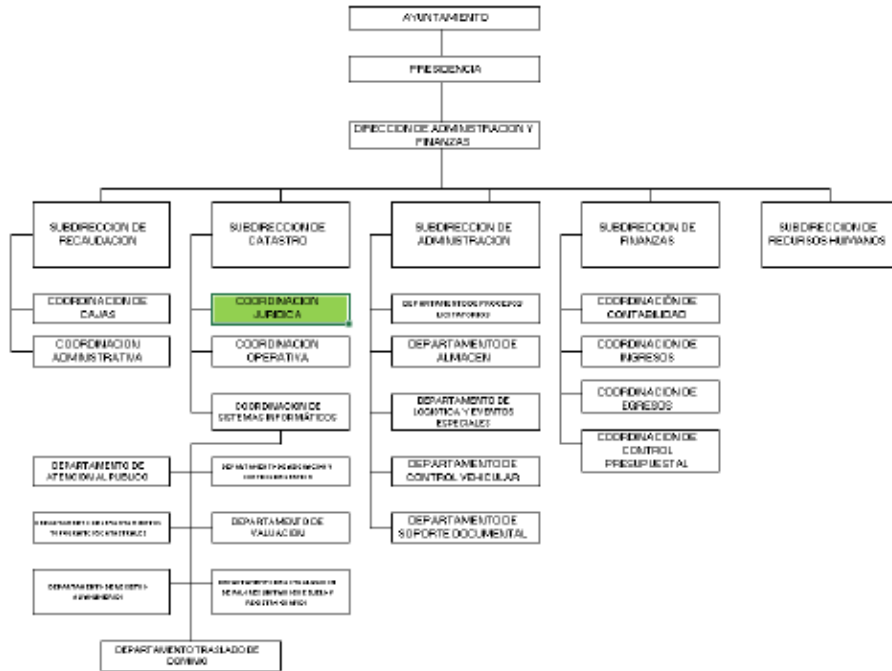 AYUNTAMIENTO
PRESIDENCIA
DIRECCION DE ADMINISTRACION Y
FINANZAS
SUBDIRECCION DE
RECAUDACION
SUBDIRECCION DE
CATASTRO
SUBDIRECCION DE
ADMINISTRACION
SUBDIRECCION DE
FINANZAS
SUBDIRECCION DE
RECURSOS HUMANOS
COORDINACION DE
CAJAS
COORDINACION
JURIDICA
DEPARTAMENTO DE PROCESOS
LICITATORIOS
COORDINACIÓN DE
CONTABILIDAD
COORDINACION
ADMINISTRATIVA
COORDINACION
OPERATIVA
DEPARTAMENTO DE
ALMACEN
COORDINACION DE
INGRESOS
COORDINACION DE
SISTEMAS INFORMÁTICOS
DEPARTAMENTO DE
LOGISTICA Y EVENTOS
ESPECIALES
COORDINACION DE
EGRESOS
COORDINACION DE
CONTROL
PRESUPUESTAL
DEPARTAMENTO DE
ATENCION AL PUBLICO
DEPARTAMENTO DE
CONTROL VEHICULAR
DEPARTAMENTO DE
VALUACION
DEPARTAMENTO DE
SOPORTE DOCUMENTAL
DEPARTAMENTO TRASLADO DE
DOMINIO